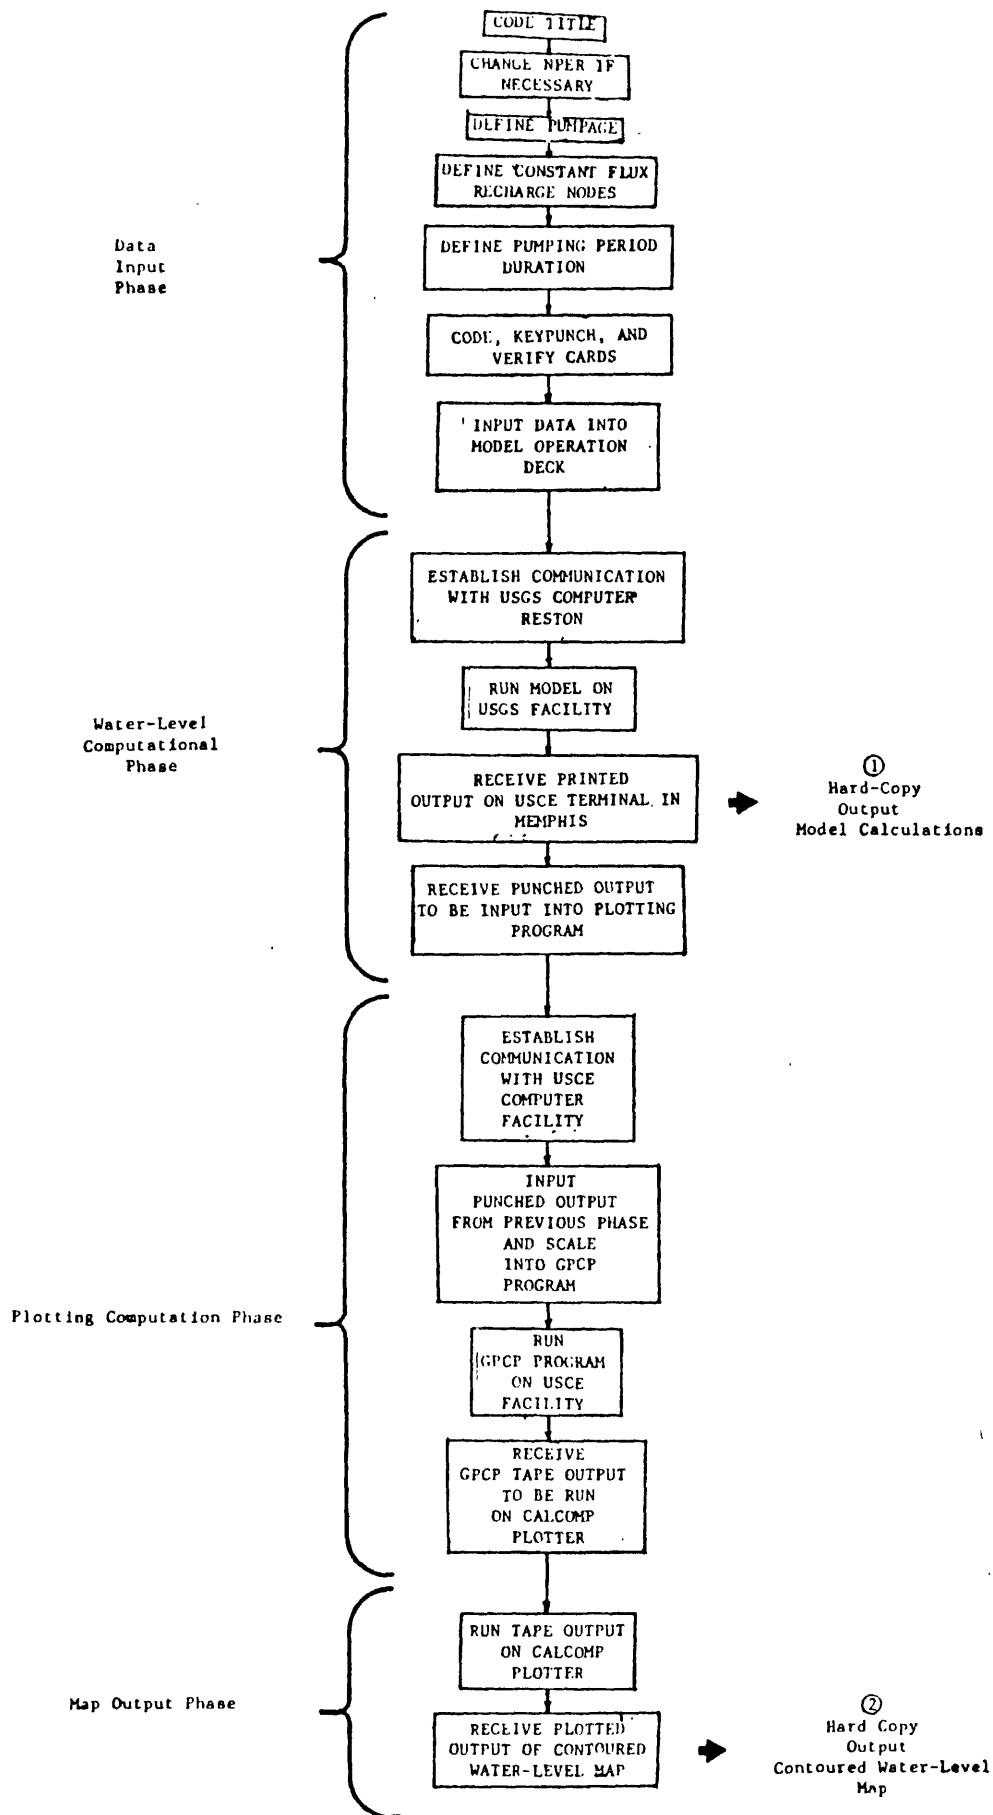 CODE TITLE
CHANGE NPER IF
NECESSARY
DEFINE PUMPAGE
DEFINE CONSTANT FLUX
RECHARGE NODES
DEFINE PUMPING PERIOD
DURATION
CODE, KEYPUNCH, AND
VERIFY CARDS
INPUT DATA INTO
MODEL OPERATION
DECK
Data
Input
Phase
ESTABLISH COMMUNICATION
WITH USGS COMPUTER
RESTON
RUN MODEL ON
USGS FACILITY
RECEIVE PRINTED
OUTPUT ON USCE TERMINAL IN
MEMPHIS
RECEIVE PUNCHED OUTPUT
TO BE INPUT INTO PLOTTING
PROGRAM
Water-Level
Computational
Phase
①
Hard-Copy
Output
Model Calculations
ESTABLISH
COMMUNICATION
WITH USCE
COMPUTER
FACILITY
INPUT
PUNCHED OUTPUT
FROM PREVIOUS PHASE
AND SCALE
INTO GPCP
PROGRAM
RUN
GPCP PROGRAM
ON USCE
FACILITY
RECEIVE
GPCP TAPE OUTPUT
TO BE RUN
ON CALCOMP
PLOTTER
Plotting Computation Phase
RUN TAPE OUTPUT
ON CALCOMP
PLOTTER
RECEIVE PLOTTED
OUTPUT OF CONTOURED
WATER-LEVEL MAP
Map Output Phase
②
Hard Copy
Output
Contoured Water-Level
Map